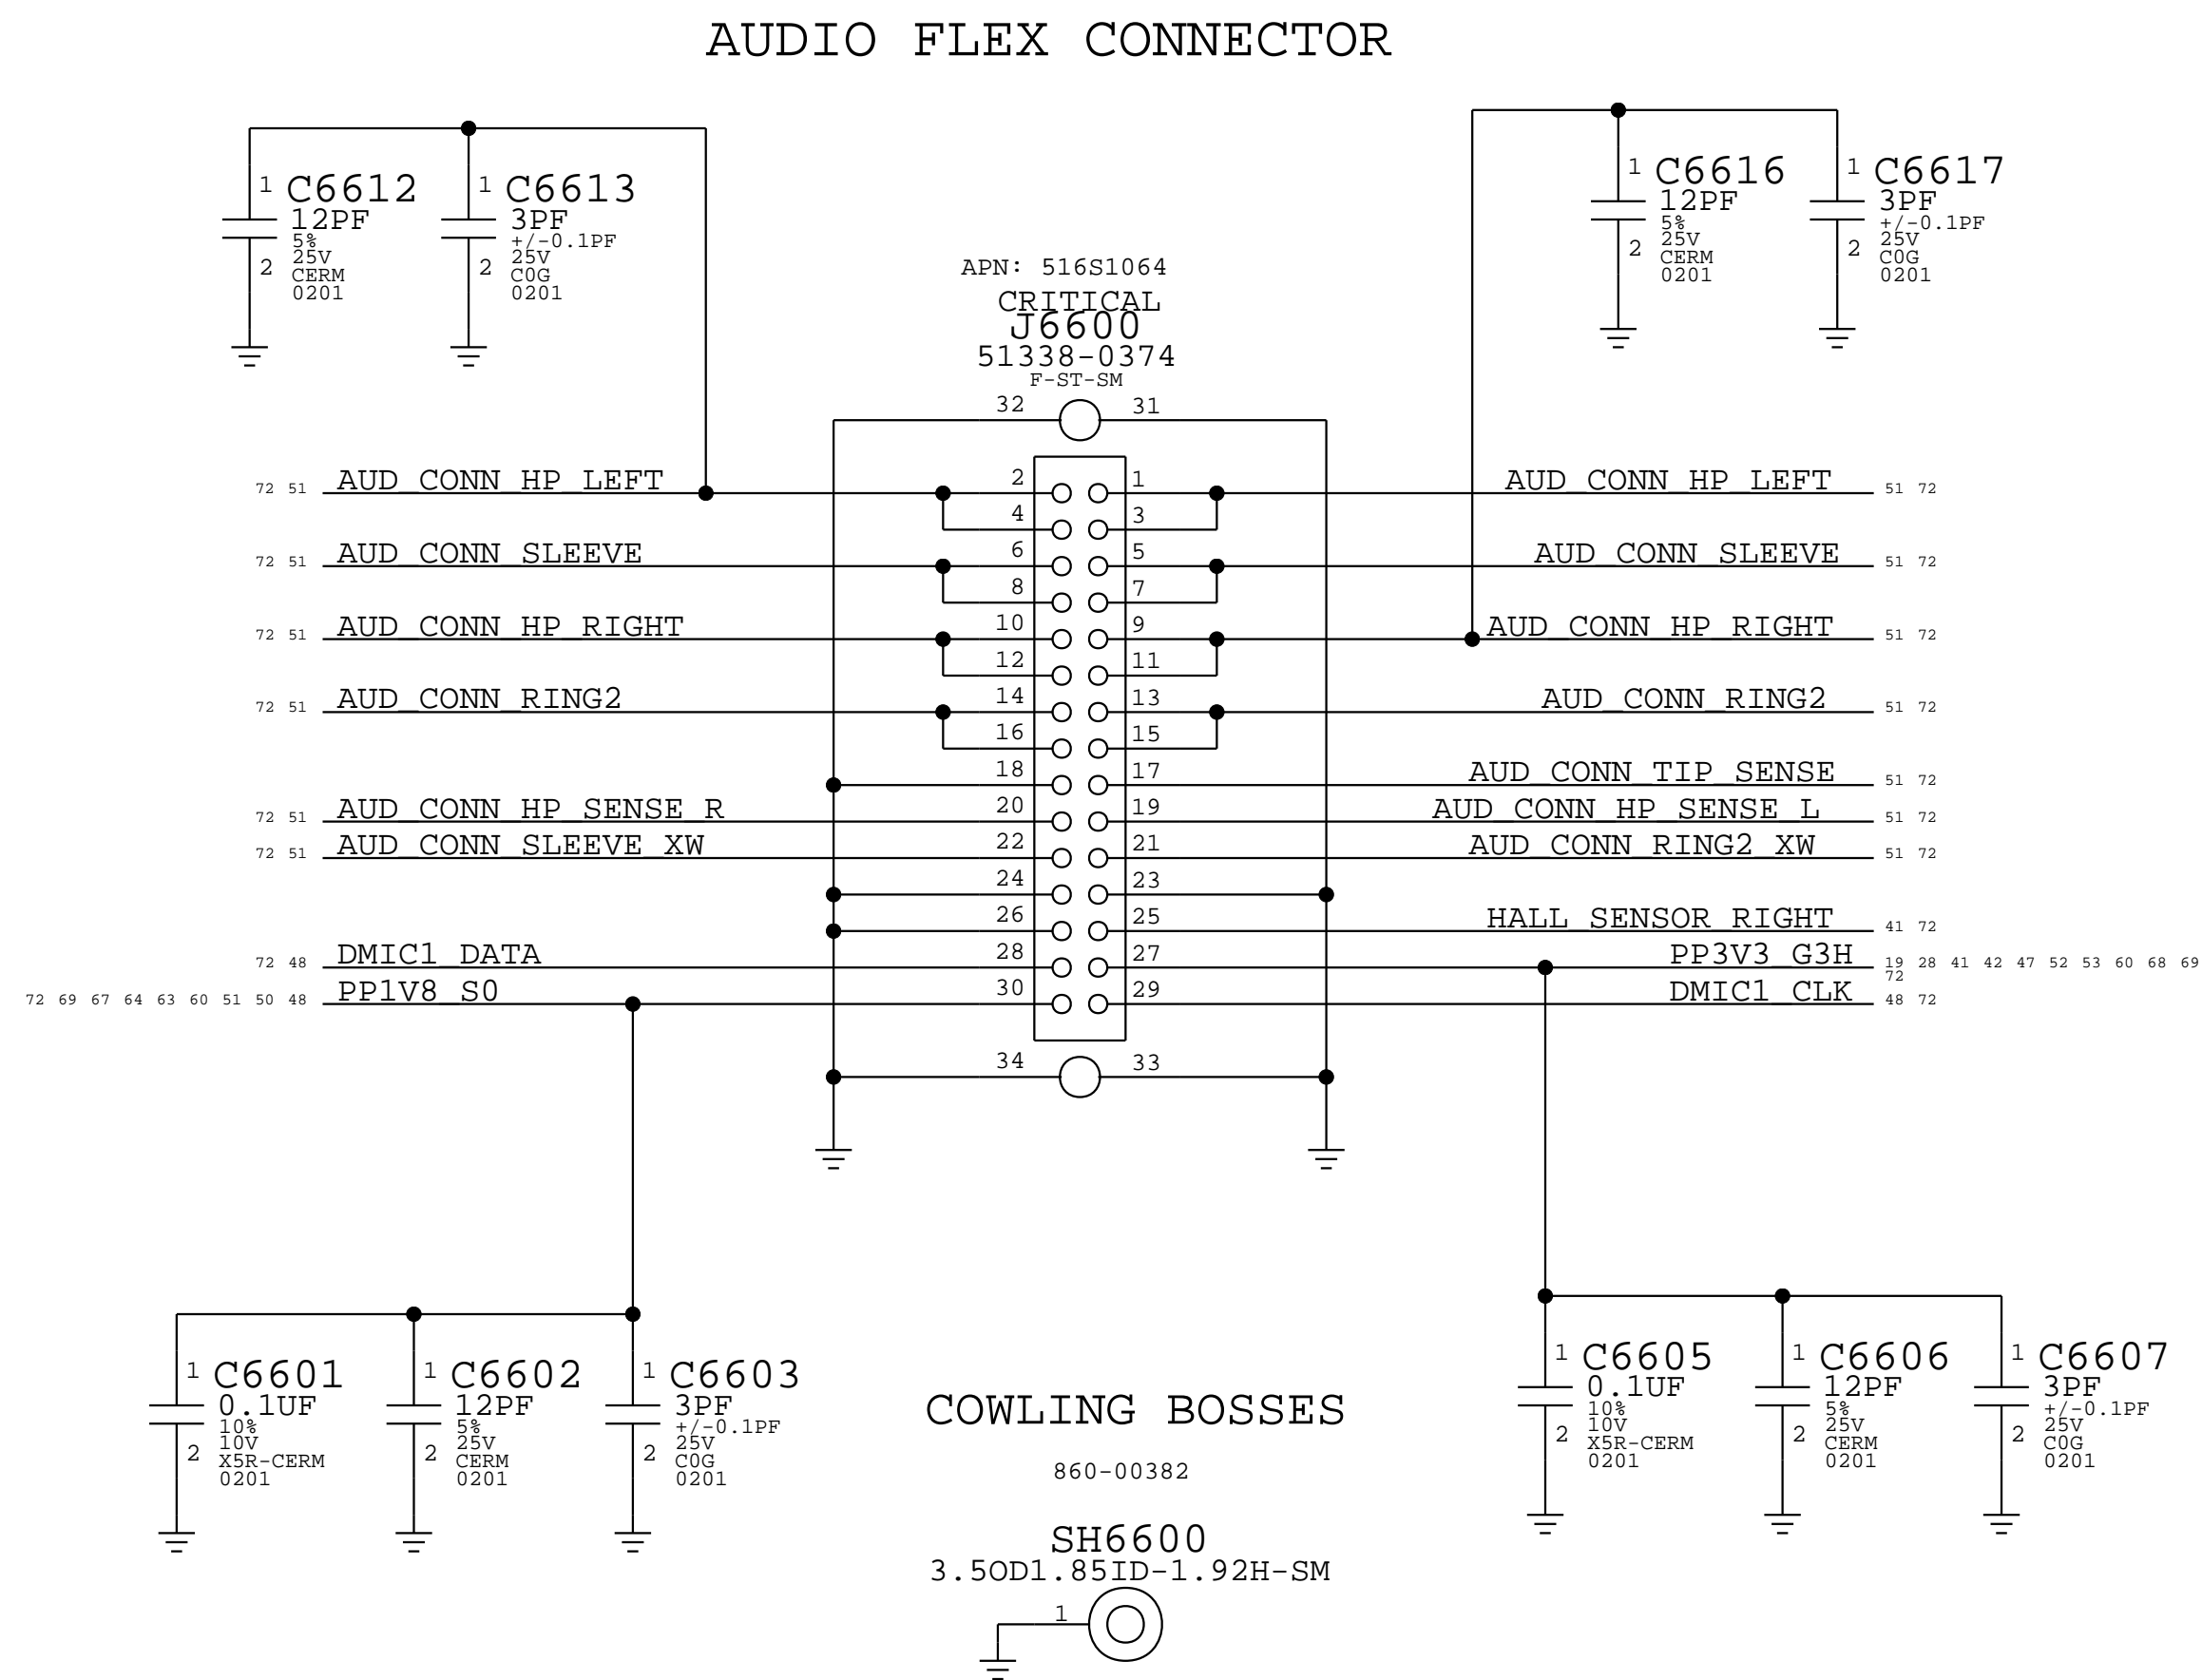 AUDIO FLEX CONNECTOR
1 C6612
12PF
5%
25V
2 CERM
0201
1 C6613
3PF
+/-0.1PF
25V
2 C0G
0201
1 C6616
12PF
5%
25V
2 CERM
0201
1 C6617
3PF
+/-0.1PF
25V
2 C0G
0201
APN: 516S1064
CRITICAL
J6600
51338-0374
F-ST-SM
32 31
72 51 AUD_CONN_HP_LEFT 2 1 AUD_CONN_HP_LEFT 51 72
4 3
72 51 AUD_CONN_SLEEVE 6 5 AUD_CONN_SLEEVE 51 72
8 7
72 51 AUD_CONN_HP_RIGHT 10 9 AUD_CONN_HP_RIGHT 51 72
12 11
72 51 AUD_CONN_RING2 14 13 AUD_CONN_RING2 51 72
16 15
18 17 AUD_CONN_TIP_SENSE 51 72
72 51 AUD_CONN_HP_SENSE_R 20 19 AUD_CONN_HP_SENSE_L 51 72
72 51 AUD_CONN_SLEEVE_XW 22 21 AUD_CONN_RING2_XW 51 72
24 23
26 25 HALL_SENSOR_RIGHT 41 72
72 48 DMIC1_DATA 28 27 PP3V3_G3H 19 28 41 42 47 52 53 60 68 69
72
72 69 67 64 63 60 51 50 48 PP1V8_S0 30 29 DMIC1_CLK 48 72
34 33
1 C6601
0.1UF
10%
10V
2 X5R-CERM
0201
1 C6602
12PF
5%
25V
2 CERM
0201
1 C6603
3PF
+/-0.1PF
25V
2 C0G
0201
1 C6605
0.1UF
10%
10V
2 X5R-CERM
0201
1 C6606
12PF
5%
25V
2 CERM
0201
1 C6607
3PF
+/-0.1PF
25V
2 C0G
0201
COWLING BOSSES
860-00382
SH6600
3.5OD1.85ID-1.92H-SM
1